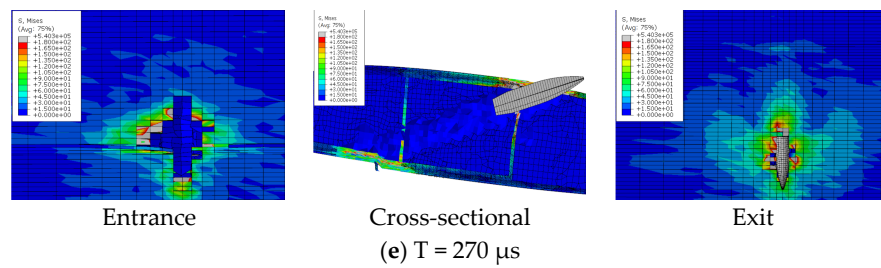 S, Mises
(Avg: 75%)
+5.403e+05
+1.800e+02
+1.650e+02
+1.500e+02
+1.350e+02
+1.200e+02
+1.050e+02
+9.000e+01
+7.500e+01
+6.000e+01
+4.500e+01
+3.000e+01
+1.500e+01
+0.000e+00
S, Mises
(Avg: 75%)
+5.403e+05
+1.800e+02
+1.650e+02
+1.500e+02
+1.350e+02
+1.200e+02
+1.050e+02
+9.000e+01
+7.500e+01
+6.000e+01
+4.500e+01
+3.000e+01
+1.500e+01
+0.000e+00
S, Mises
(Avg: 75%)
+5.403e+05
+1.800e+02
+1.650e+02
+1.500e+02
+1.350e+02
+1.200e+02
+1.050e+02
+9.000e+01
+7.500e+01
+6.000e+01
+4.500e+01
+3.000e+01
+1.500e+01
+0.000e+00
Entrance
Cross-sectional
Exit
(e) T = 270 μs